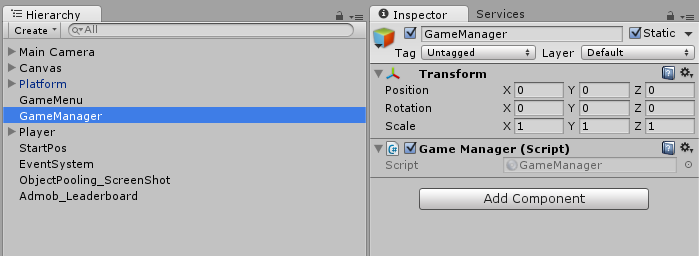 Hierarchy
Create
All
Main Camera
Canvas
Platform
GameMenu
GameManager
Player
StartPos
EventSystem
ObjectPooling_ScreenShot
Admob_Leaderboard
Inspector Services
GameManager Static
Tag Untagged Layer Default
Transform
Position X 0 Y 0 Z 0
Rotation X 0 Y 0 Z 0
Scale X 1 Y 1 Z 1
Game Manager (Script)
Script GameManager
Add Component